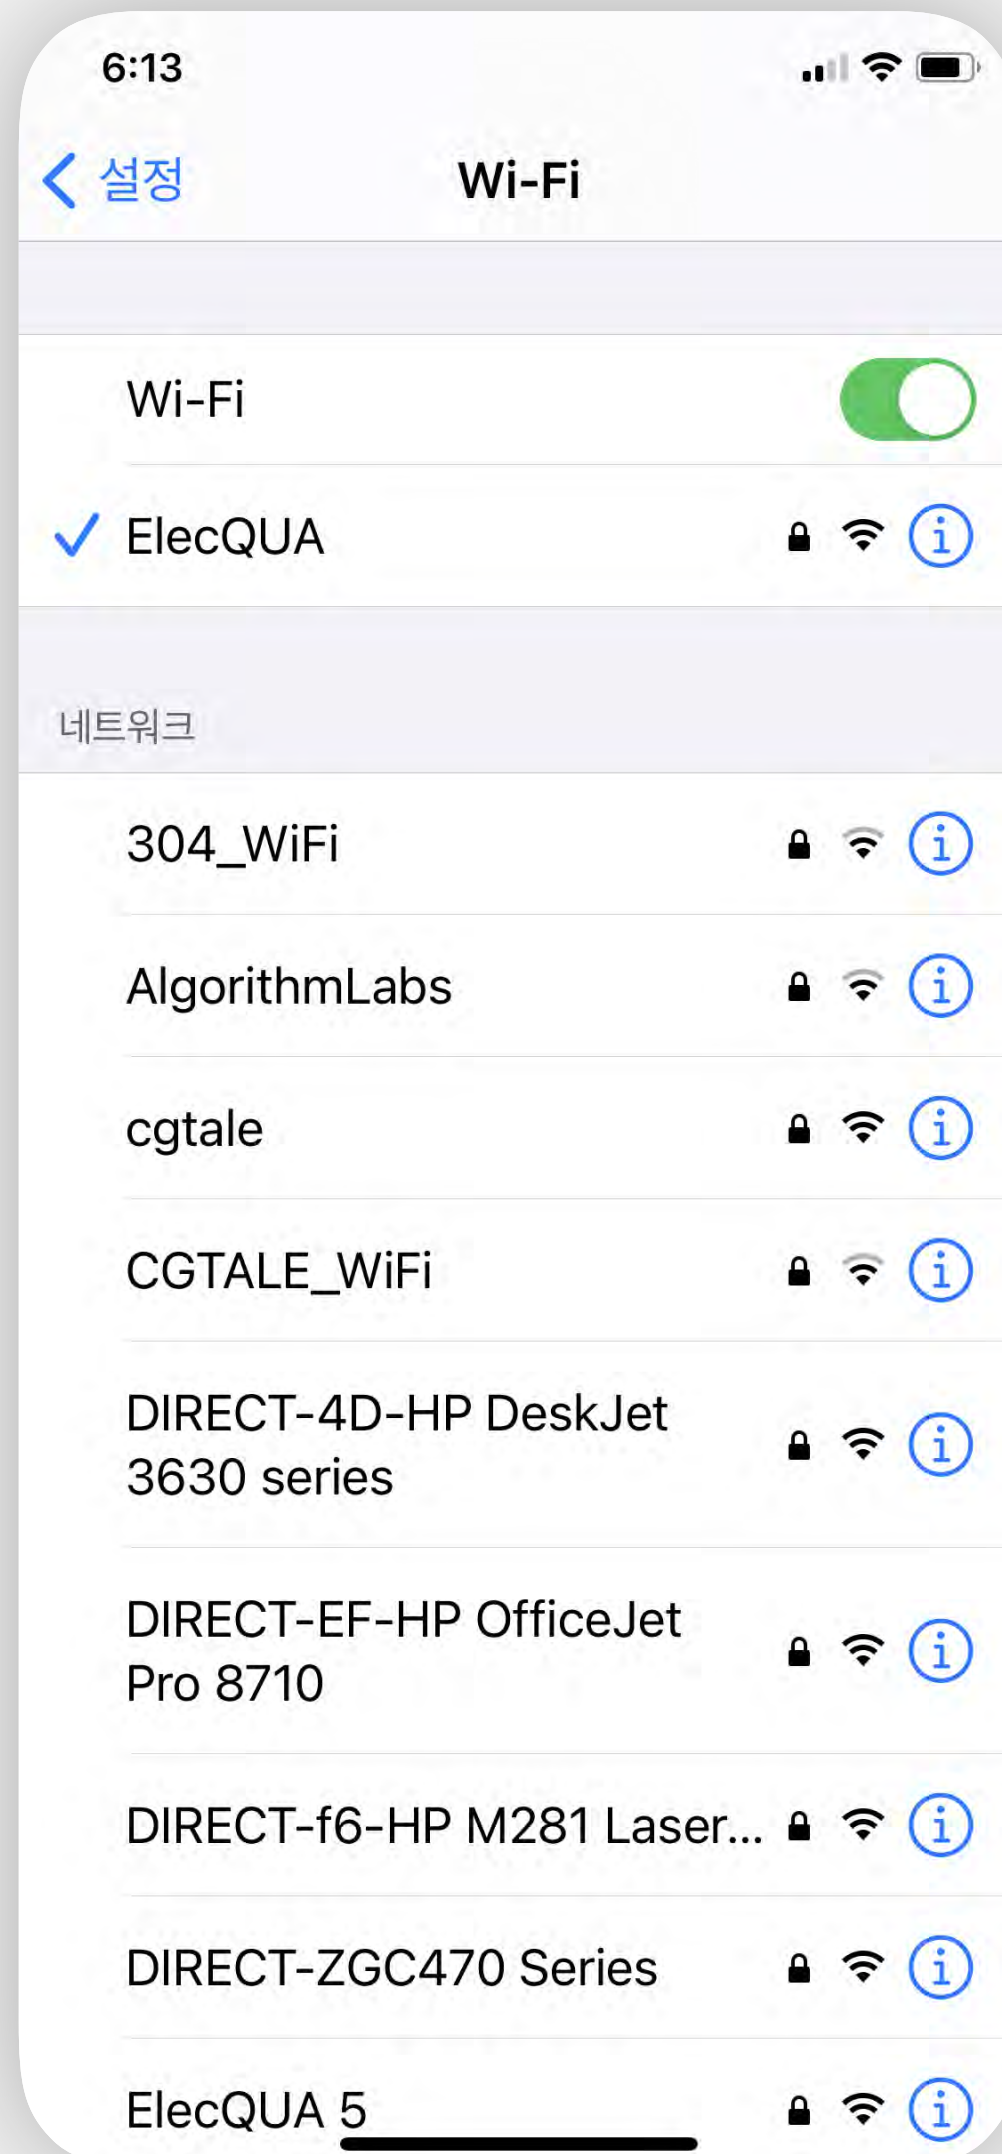 6:13
설정
Wi-Fi
Wi-Fi
ElecQUA
네트워크
304_WiFi
AlgorithmLabs
cgtale
CGTALE_WiFi
DIRECT-4D-HP DeskJet
3630 series
DIRECT-EF-HP OfficeJet
Pro 8710
DIRECT-f6-HP M281 Laser...
DIRECT-ZGC470 Series
ElecQUA 5